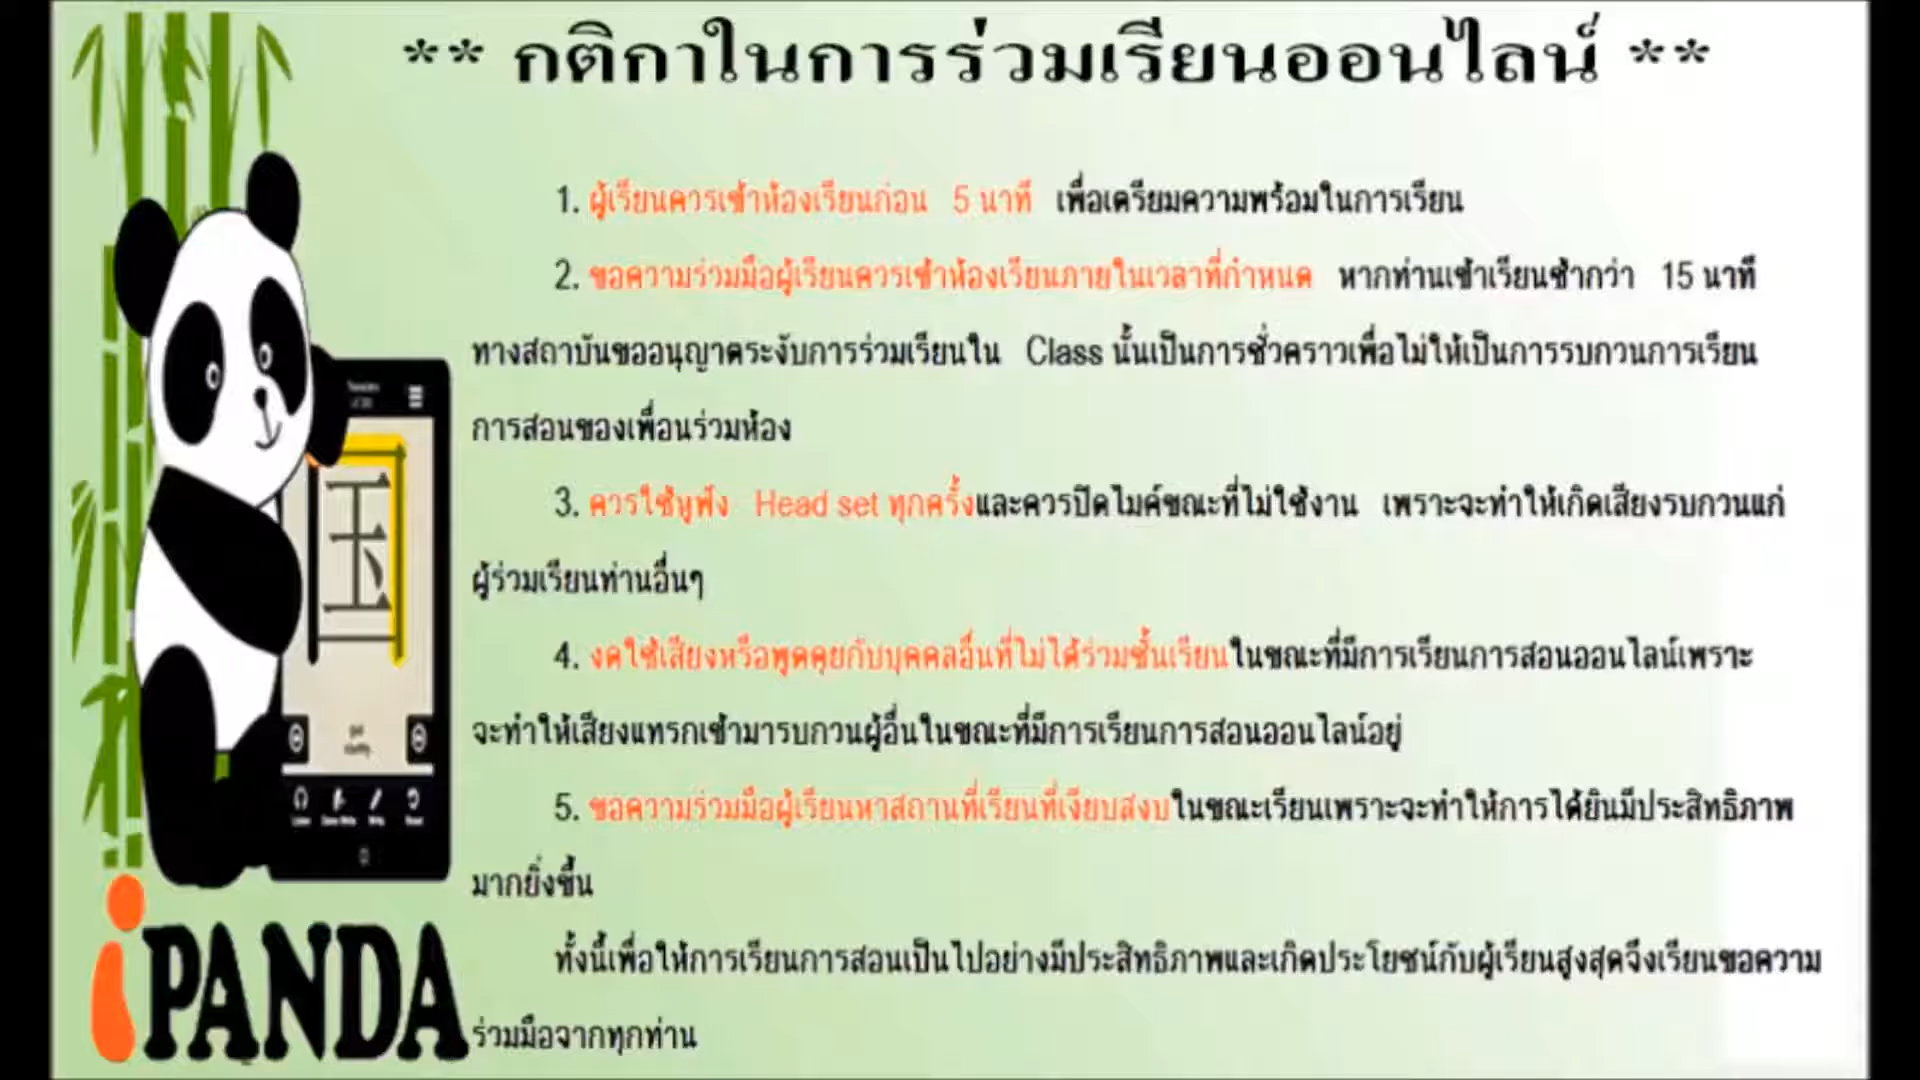 ** กติกาในการร่วมเรียนออนไลน์ **
1. ผู้เรียนควรเข้าห้องเรียนก่อน 5 นาที เพื่อเตรียมความพร้อมในการเรียน
2. ขอความร่วมมือผู้เรียนควรเข้าห้องเรียนภายในเวลาที่กำหนด หากท่านเข้าเรียนช้ากว่า 15 นาที
ทางสถาบันขออนุญาตระงับการร่วมเรียนใน Class นั้นเป็นการชั่วคราวเพื่อไม่ให้เป็นการรบกวนการเรียน
การสอนของเพื่อนร่วมห้อง
3. ควรใช้หูฟัง Head set ทุกครั้งและควรปิดไมค์ขณะที่ไม่ใช้งาน เพราะจะทำให้เกิดเสียงรบกวนแก่
ผู้ร่วมเรียนท่านอื่นๆ
4. งดใช้เสียงหรือพูดคุยกับบุคคลอื่นที่ไม่ได้ร่วมชั้นเรียนในขณะที่มีการเรียนการสอนออนไลน์เพราะ
จะทำให้เสียงแทรกเข้ามารบกวนผู้อื่นในขณะที่มีการเรียนการสอนออนไลน์อยู่
5. ขอความร่วมมือผู้เรียนหาสถานที่เรียนที่เงียบสงบในขณะเรียนเพราะจะทำให้การได้ยินมีประสิทธิภาพ
มากยิ่งขึ้น
ทั้งนี้เพื่อให้การเรียนการสอนเป็นไปอย่างมีประสิทธิภาพและเกิดประโยชน์กับผู้เรียนสูงสุดจึงเรียนขอความ
ร่วมมือจากทุกท่าน
国
iPANDA